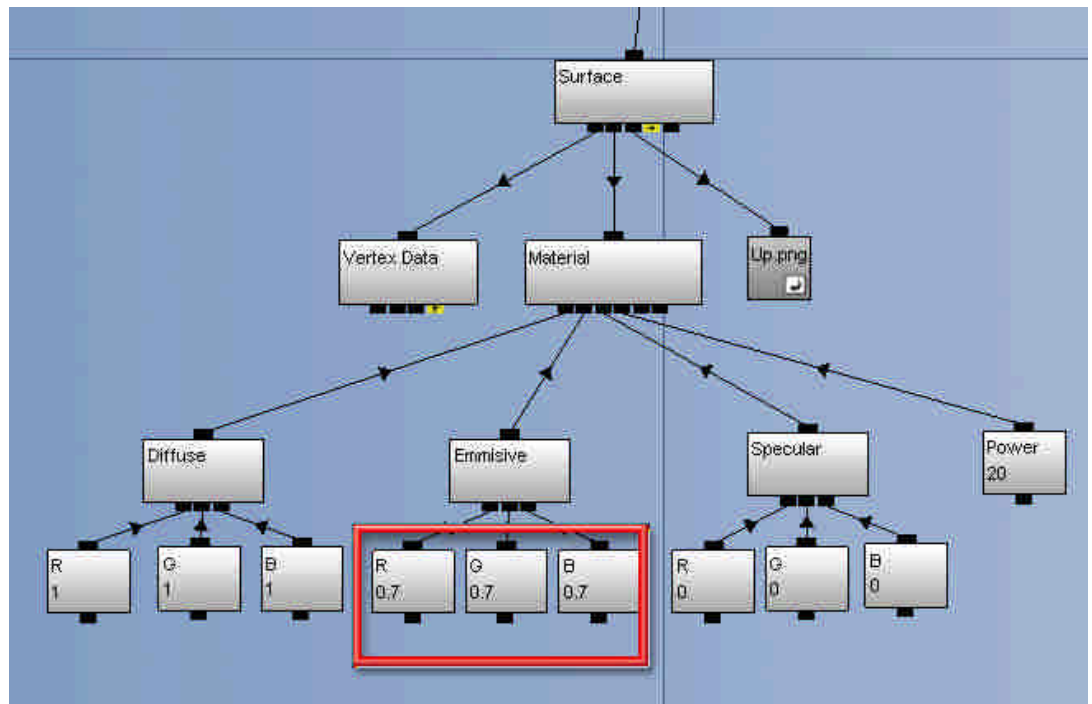 Surface
Vertex Data
Material
Up.png
Diffuse
Emmisive
Specular
Power
20
R
1
G
1
B
1
R
0.7
G
0.7
B
0.7
R
0
G
0
B
0